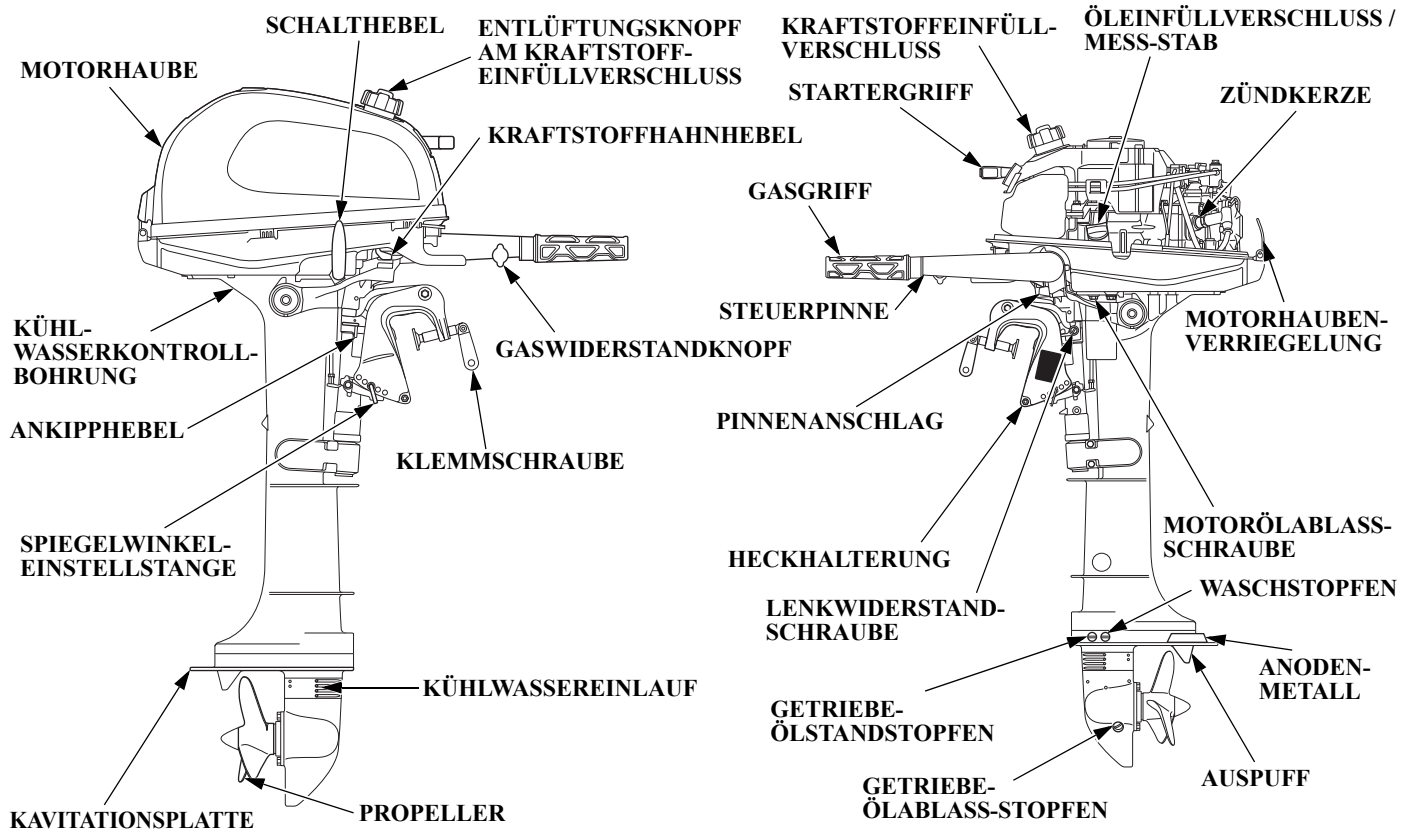 SCHALTHEBEL
ENTLÜFTUNGSKNOPF
AM KRAFTSTOFF-
EINFÜLLVERSCHLUSS
MOTORHAUBE
KRAFTSTOFFHAHNHEBEL
KÜHL-
WASSERKONTROLL-
BOHRUNG
GASWIDERSTANDKNOPF
ANKIPPHEBEL
KLEMMSCHRAUBE
SPIEGELWINKEL-
EINSTELLSTANGE
KÜHLWASSEREINLAUF
KAVITATIONSPLATTE
PROPELLER
KRAFTSTOFFEINFÜLL-
VERSCHLUSS
ÖLEINFÜLLVERSCHLUSS /
MESS-STAB
STARTERGRIFF
ZÜNDKERZE
GASGRIFF
STEUERPINNE
MOTORHAUBEN-
VERRIEGELUNG
PINNENANSCHLAG
HECKHALTERUNG
MOTORÖLABLASS-
SCHRAUBE
LENKWIDERSTAND-
SCHRAUBE
WASCHSTOPFEN
ANODEN-
METALL
GETRIEBE-
ÖLSTANDSTOPFEN
GETRIEBE-
ÖLABLASS-STOPFEN
AUSPUFF